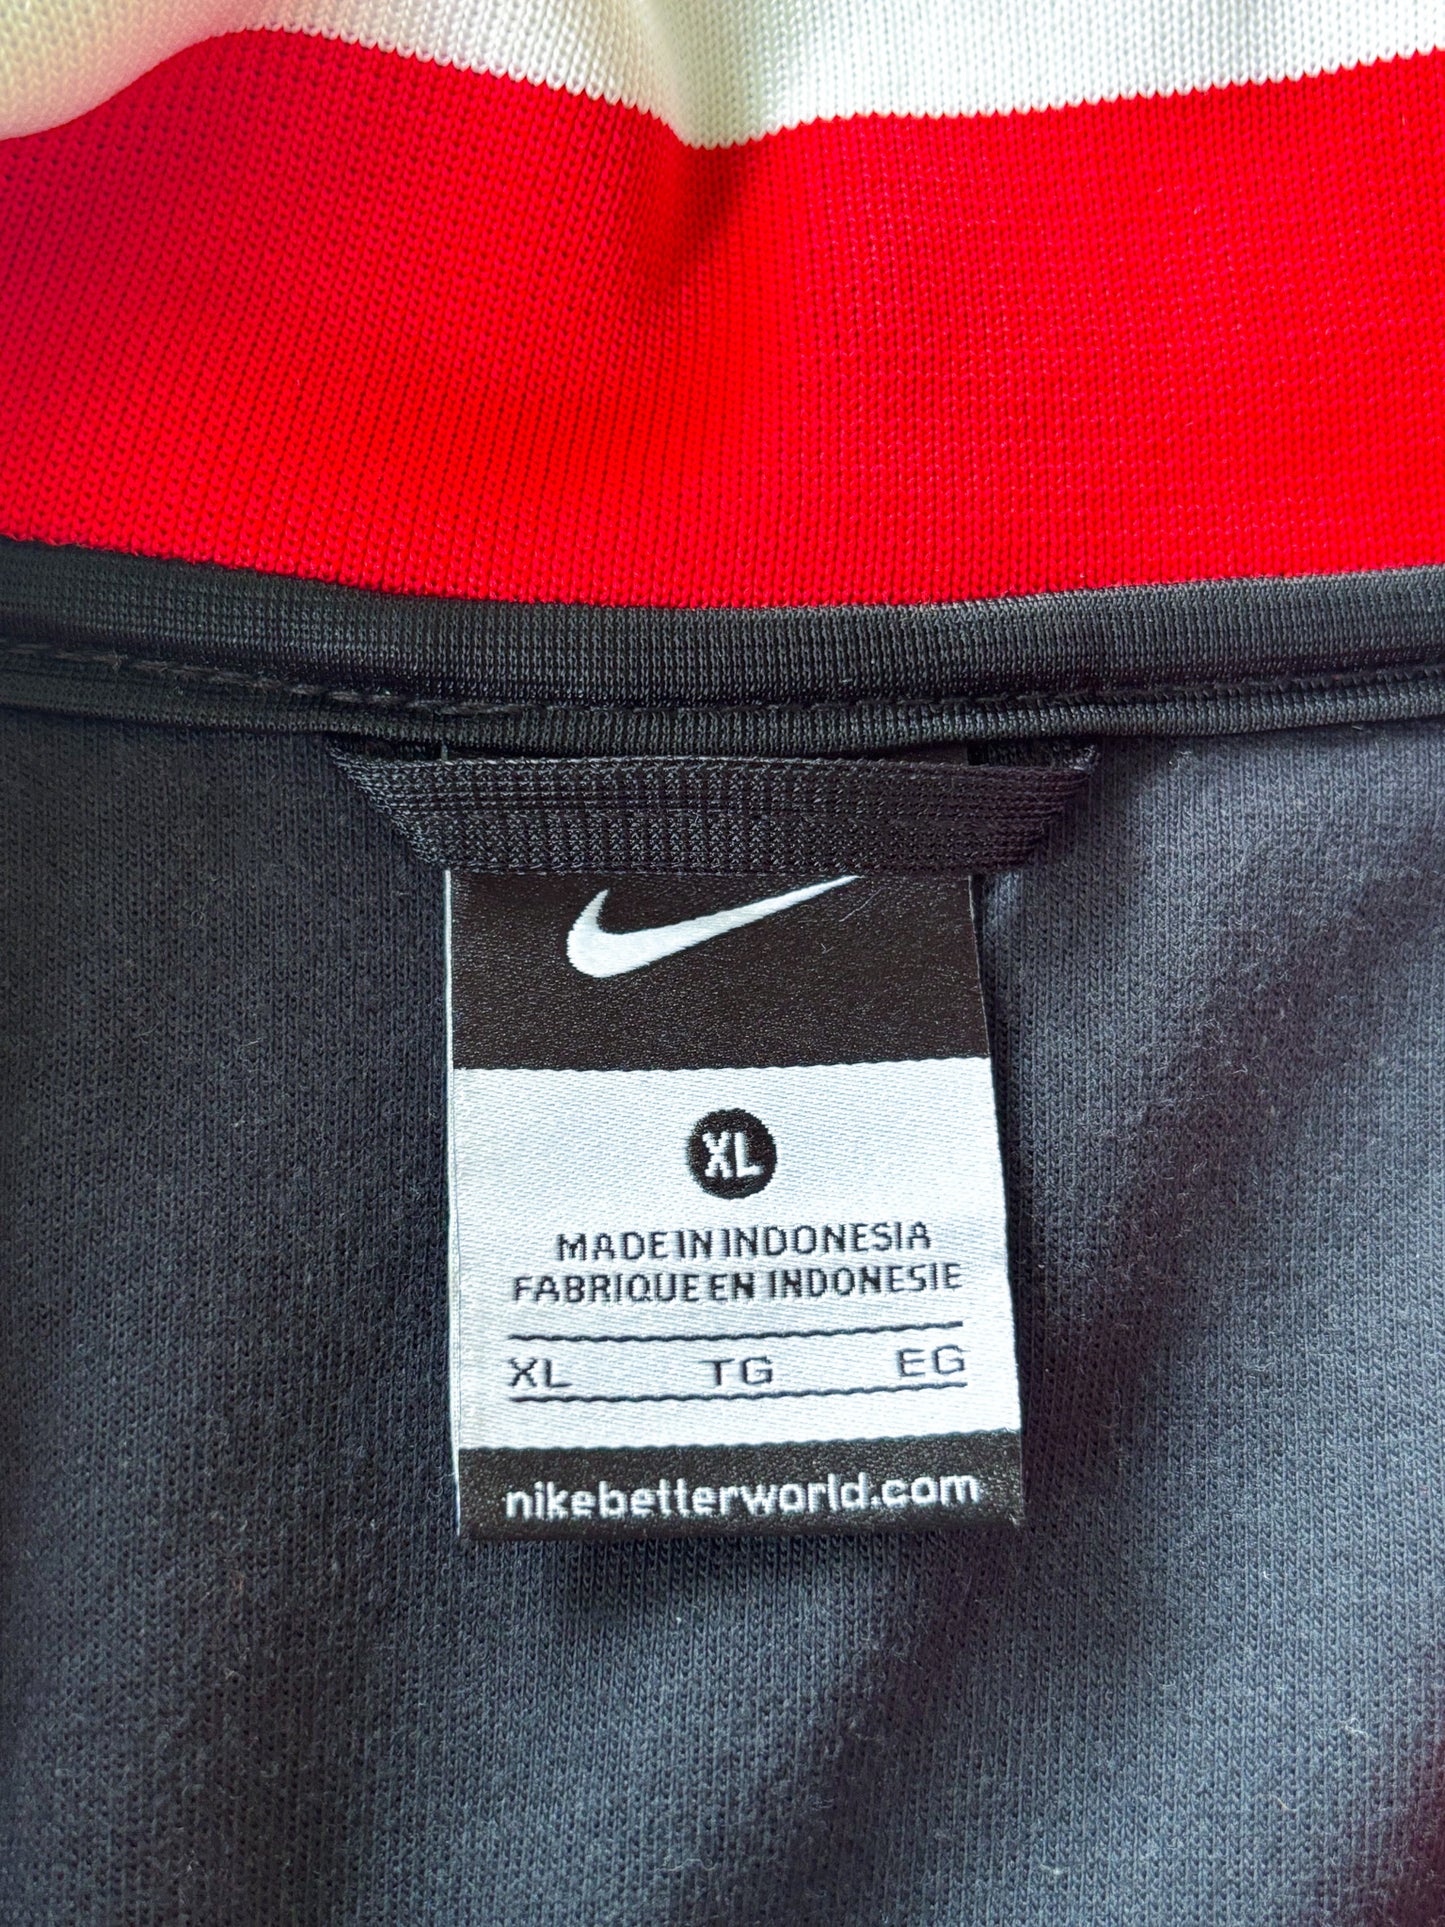 XL
MADE IN INDONESIA
FABRIQUE EN INDONESIE
XL TG EG
nikebetterworld.com